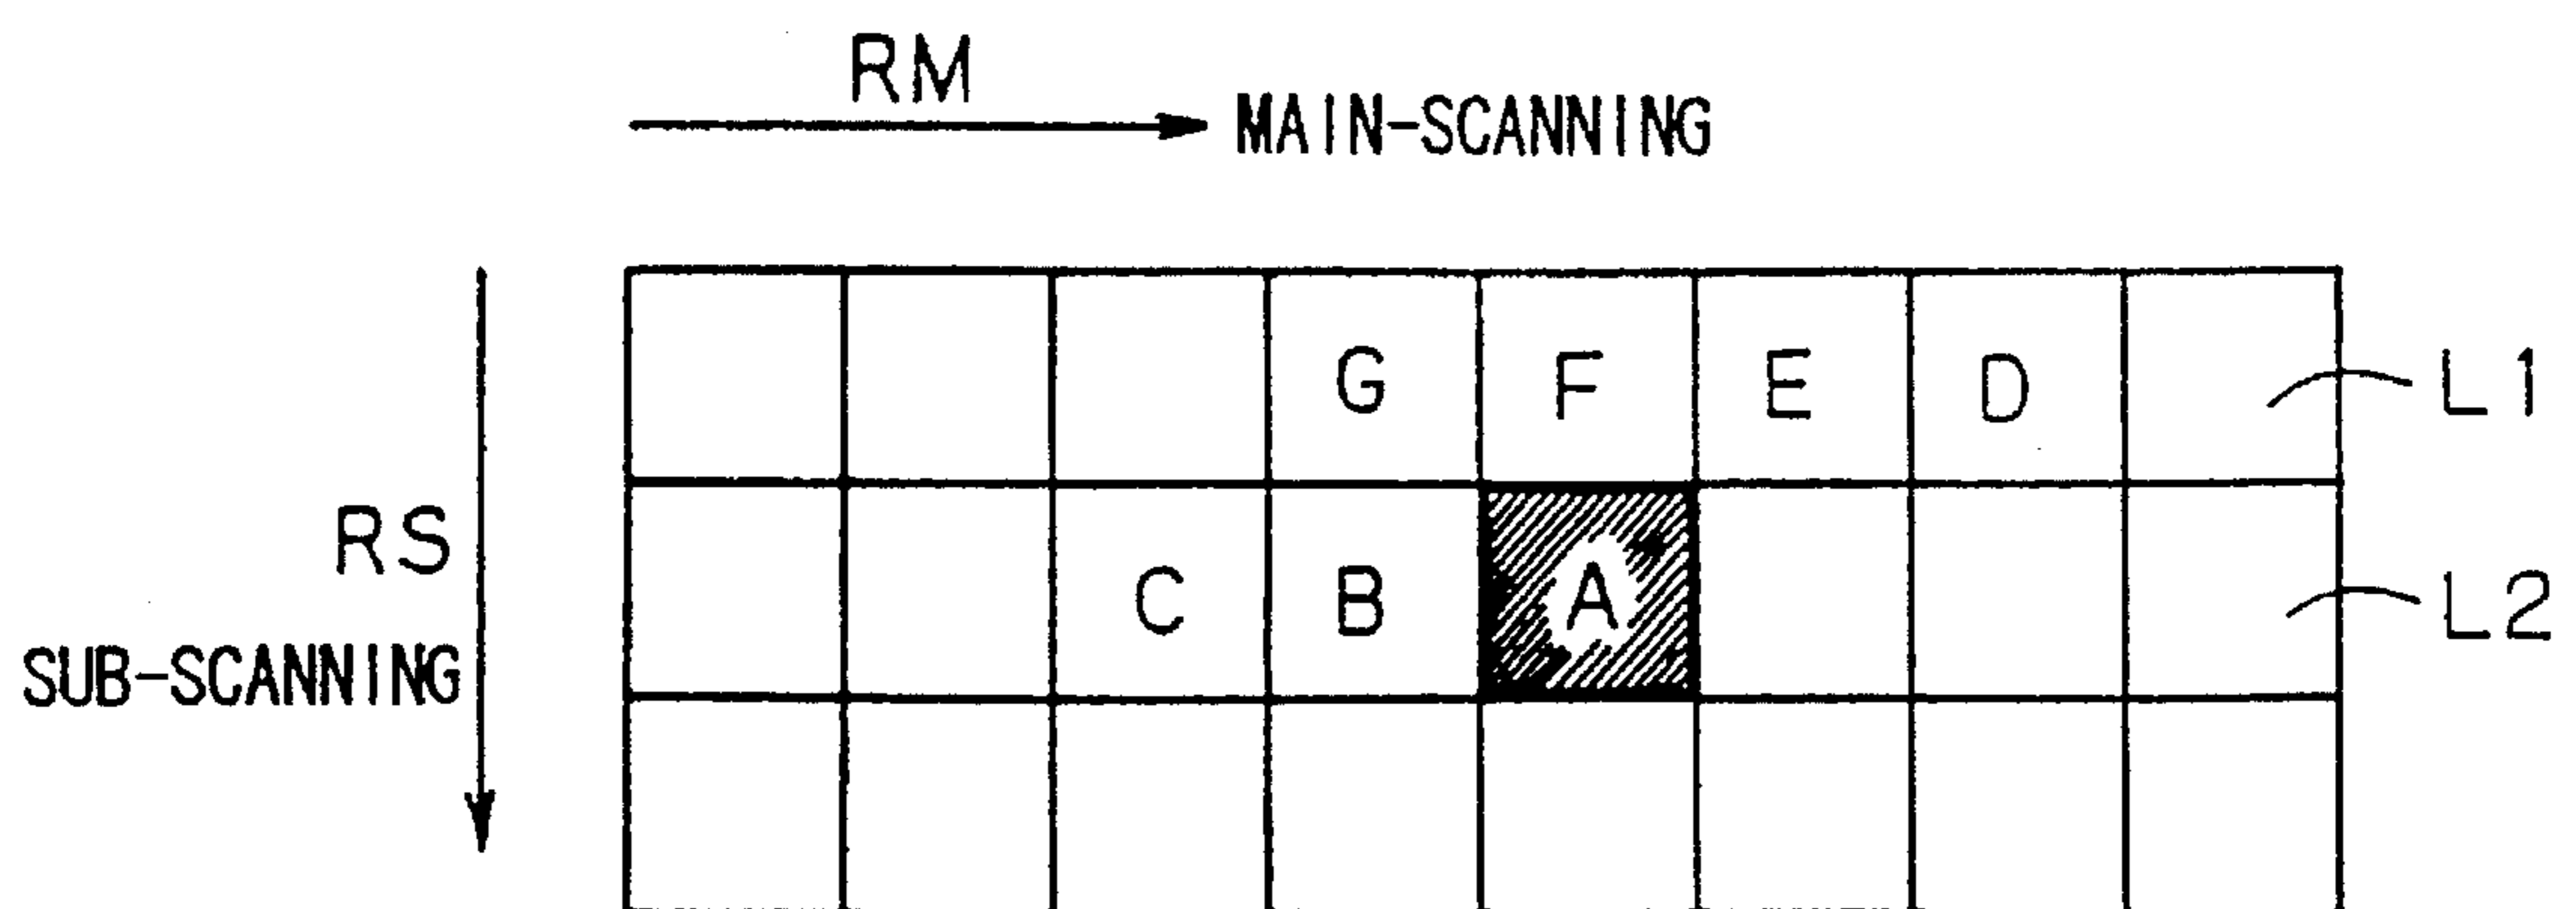 RM
MAIN-SCANNING
G F E D L1
RS
C B A L2
SUB-SCANNING